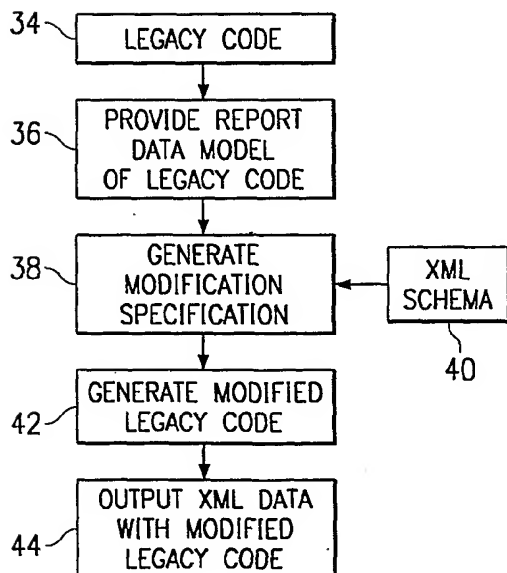 34
LEGACY CODE
36
PROVIDE REPORT
DATA MODEL
OF LEGACY CODE
38
GENERATE
MODIFICATION
SPECIFICATION
XML
SCHEMA
40
42
GENERATE MODIFIED
LEGACY CODE
44
OUTPUT XML DATA
WITH MODIFIED
LEGACY CODE